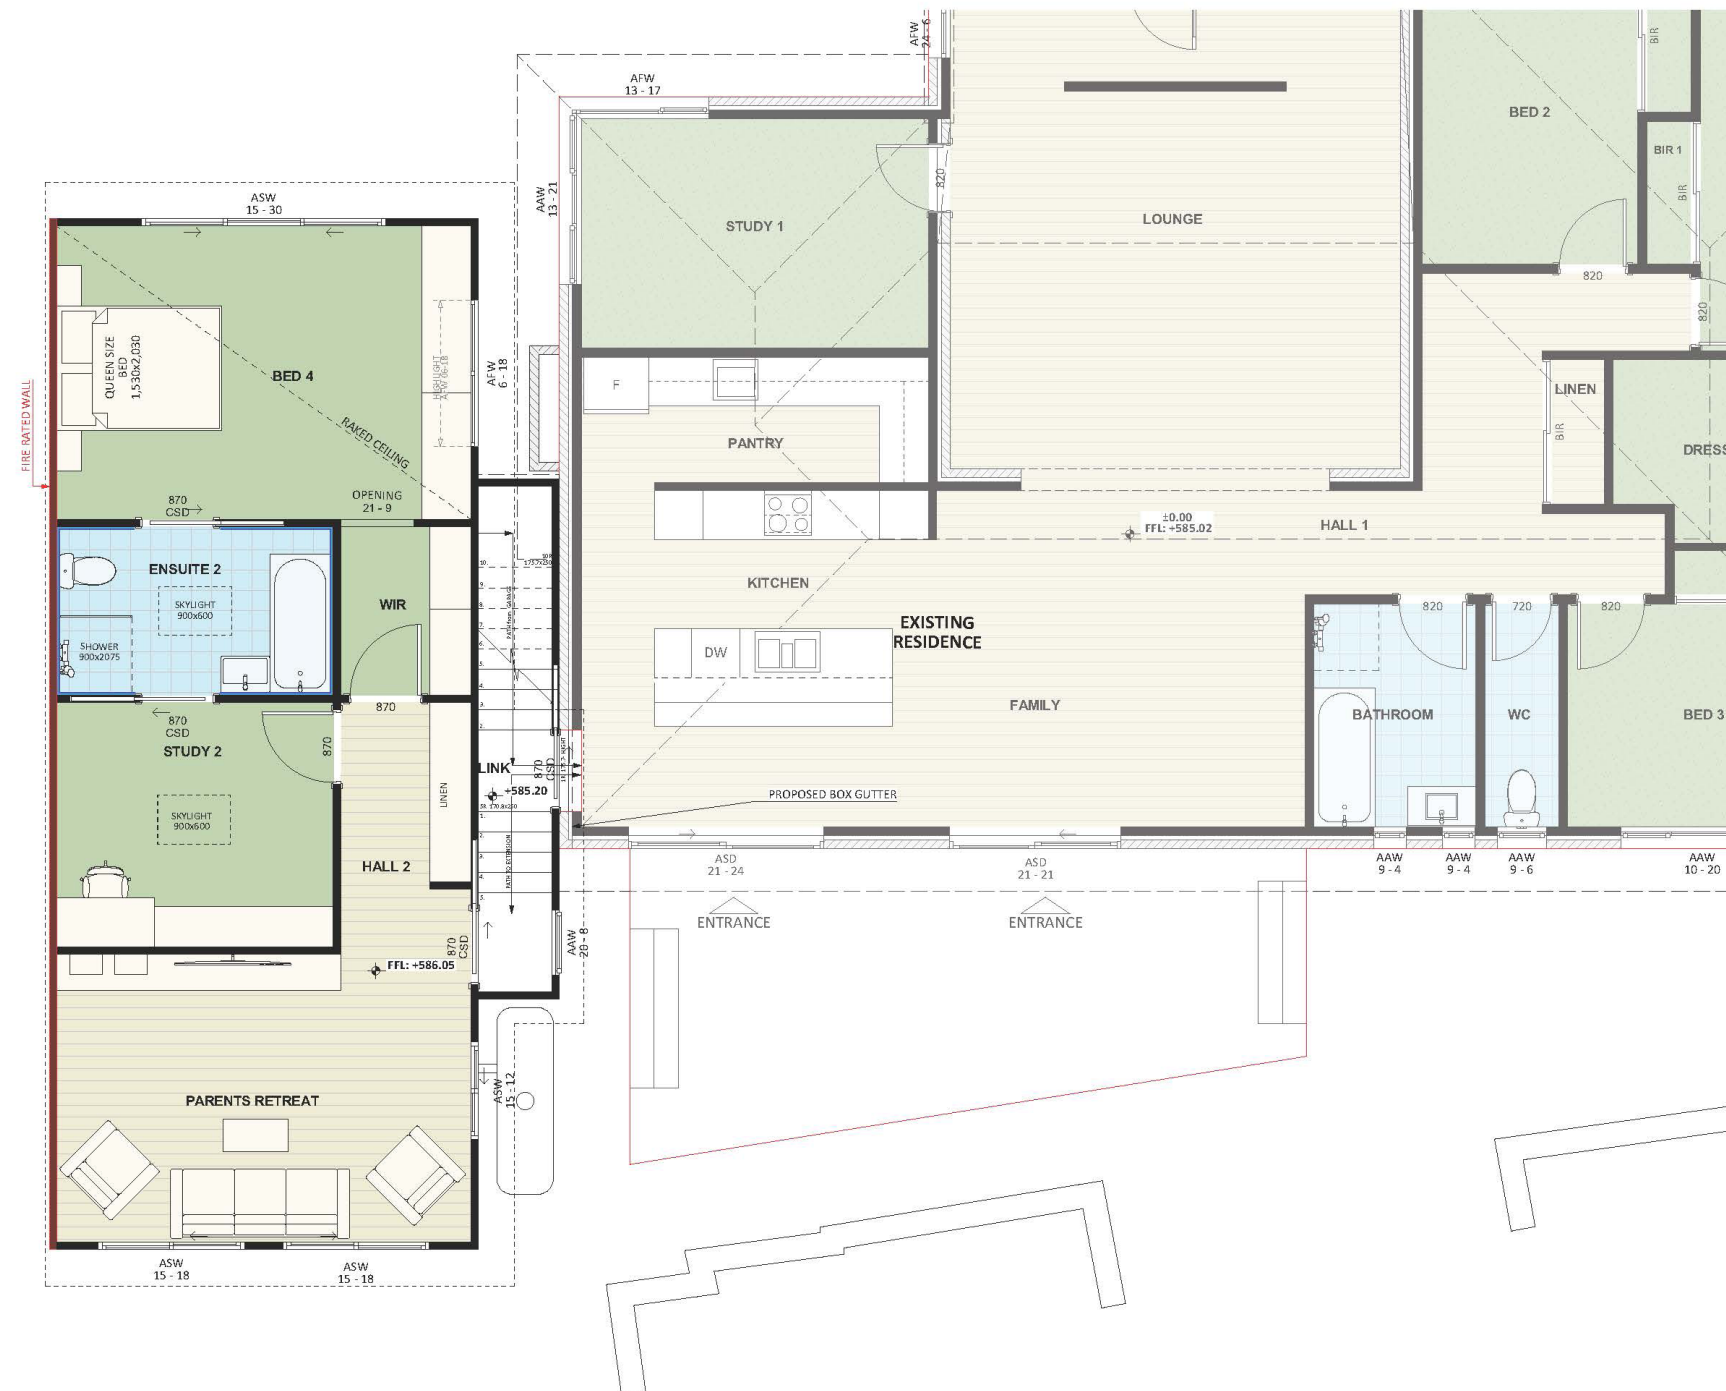 AFW
24 - 6
AFW
13 - 17
AAW
13 - 21
ASW
15 - 30
STUDY 1
820
LOUNGE
BED 2
BIR
BIR 1
BIR
820
820
QUEEN SIZE
BED
1,530x2,030
BED 4
HIGHLIGHT
AFW 06-18
AFW
6 - 18
RAKED CEILING
FIRE RATED WALL
F
PANTRY
LINEN
BIR
DRESS
870
CSD
OPENING
21 - 9
±0.00
FFL: +585.02
HALL 1
ENSUITE 2
SKYLIGHT
900x600
WIR
SHOWER
900x2075
KITCHEN
EXISTING
RESIDENCE
DW
FAMILY
820
720
820
BATHROOM
WC
BED 3
870
870
CSD
STUDY 2
870
SKYLIGHT
900x600
LINEN
HALL 2
LINK
+585.20
870
CSD
PATH TO EXTENSION
PROPOSED BOX GUTTER
ASD
21 - 24
ASD
21 - 21
AAW
9 - 4
AAW
9 - 4
AAW
9 - 6
AAW
10 - 20
ENTRANCE
ENTRANCE
870
CSD
AAW
20 - 8
FFL: +586.05
PARENTS RETREAT
ASW
15 - 12
ASW
15 - 18
ASW
15 - 18